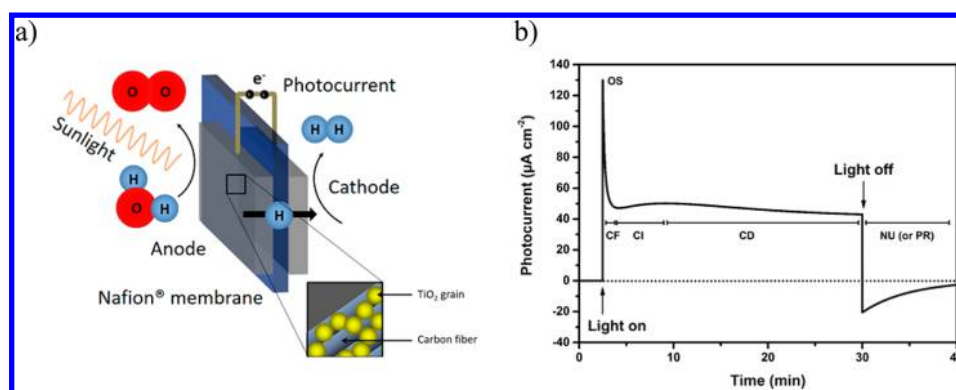 a)
O O
Sunlight
H
O H
Anode
Nafion® membrane
e-
Photocurrent
H H
Cathode
H
TiO₂ grain
Carbon fiber
b)
Photocurrent (µA cm⁻²)
140
120
100
80
60
40
20
0
-20
-40
OS
CF
CI
CD
Light off
NU (or PR)
Light on
0 10 20 30
Time (min)